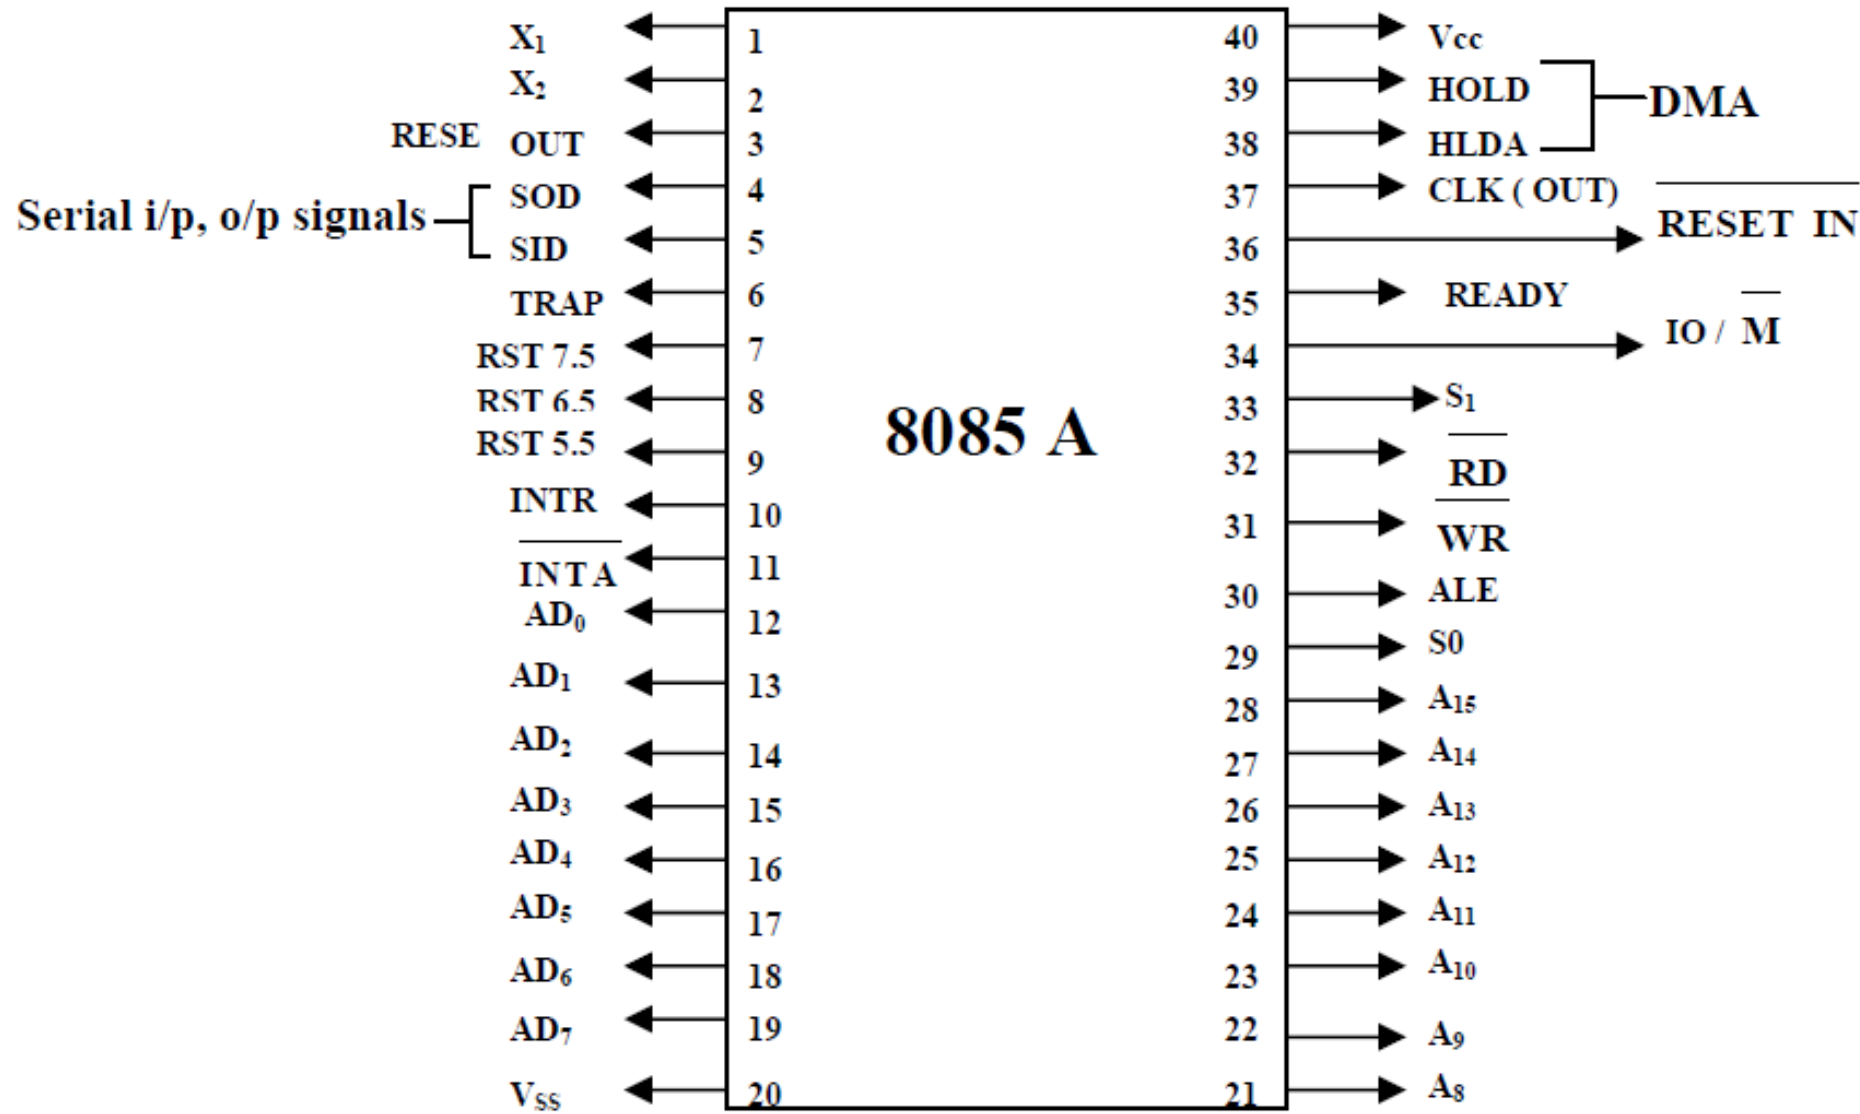 X₁ 1 40 Vcc
X₂ 2 39 HOLD
DMA
RESE OUT 3 38 HLDA
SOD 4 37 CLK ( OUT)
Serial i/p, o/p signals
SID 5 36 RESET IN
TRAP 6 35 READY
RST 7.5 7 34 IO / M
RST 6.5 8 33 S₁
8085 A
RST 5.5 9 32 RD
INTR 10 31 WR
INTA 11 30 ALE
AD₀ 12 29 S0
AD₁ 13 28 A₁₅
AD₂ 14 27 A₁₄
AD₃ 15 26 A₁₃
AD₄ 16 25 A₁₂
AD₅ 17 24 A₁₁
AD₆ 18 23 A₁₀
AD₇ 19 22 A₉
Vss 20 21 A₈